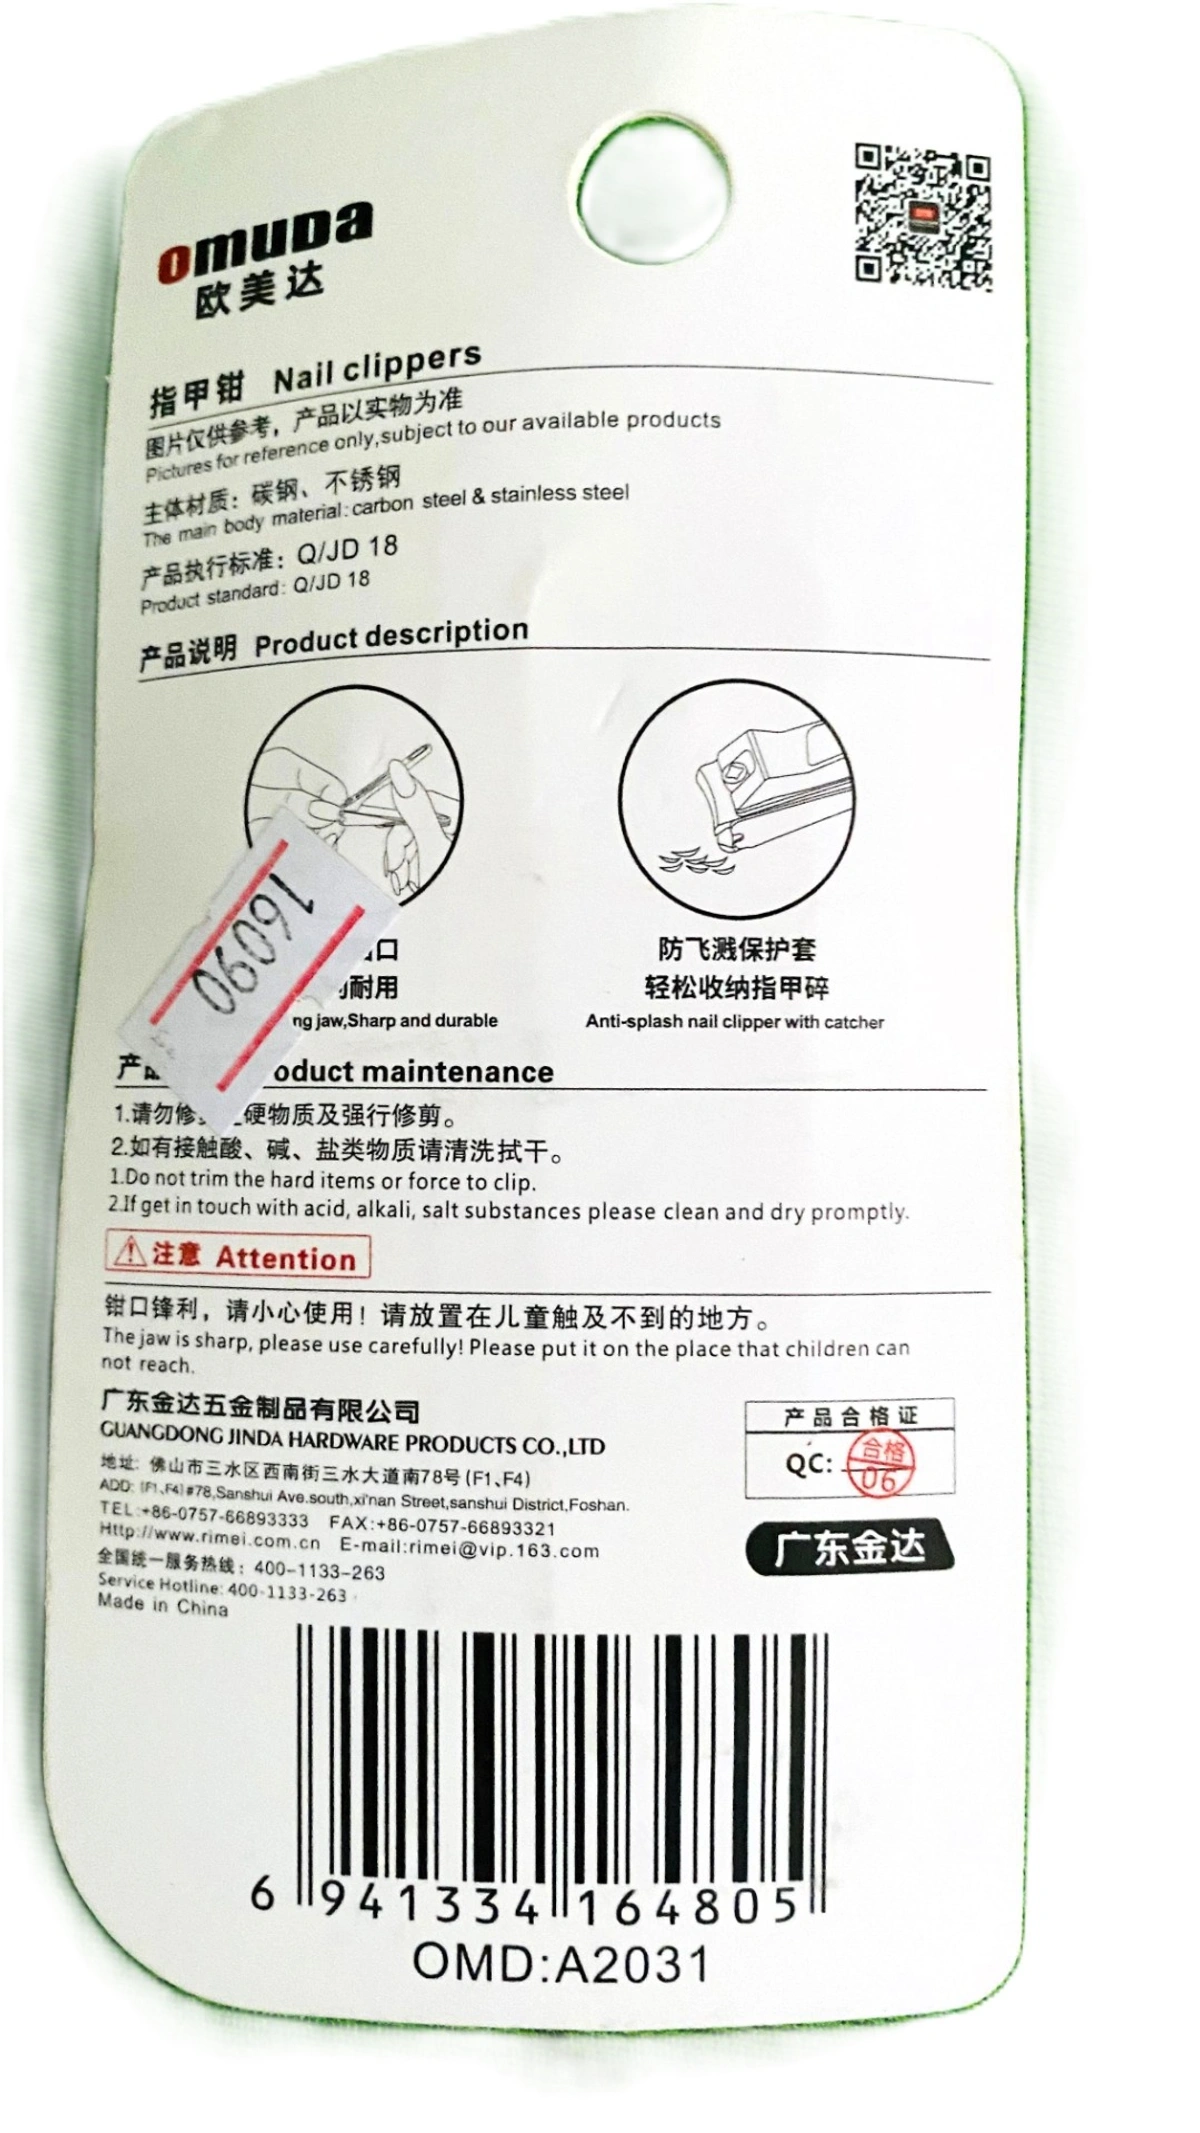 omuda
欧美达
指甲钳 Nail clippers
图片仅供参考，产品以实物为准
Pictures for reference only,subject to our available products
主体材质：碳钢、不锈钢
The main body material:carbon steel & stainless steel
产品执行标准：Q/JD 18
Product standard: Q/JD 18
产品说明 Product description
16090
口
耐用
ng jaw,Sharp and durable
防飞溅保护套
轻松收纳指甲碎
Anti-splash nail clipper with catcher
产 oduct maintenance
1.请勿修 硬物质及强行修剪。
2.如有接触酸、碱、盐类物质请清洗拭干。
1.Do not trim the hard items or force to clip.
2.If get in touch with acid, alkali, salt substances please clean and dry promptly.
注意 Attention
钳口锋利，请小心使用！请放置在儿童触及不到的地方。
The jaw is sharp, please use carefully! Please put it on the place that children can
not reach.
广东金达五金制品有限公司
GUANGDONG JINDA HARDWARE PRODUCTS CO.,LTD
地址: 佛山市三水区西南街三水大道南78号(F1、F4)
ADD: (F1、F4)#78,Sanshui Ave.south,xi'nan Street,sanshui District,Foshan.
TEL:+86-0757-66893333 FAX:+86-0757-66893321
Http://www.rimei.com.cn E-mail:rimei@vip.163.com
全国统一服务热线：400-1133-263
Service Hotline: 400-1133-263
Made in China
产品合格证
QC: 合格 06
广东金达
6 941334 164805
OMD:A2031